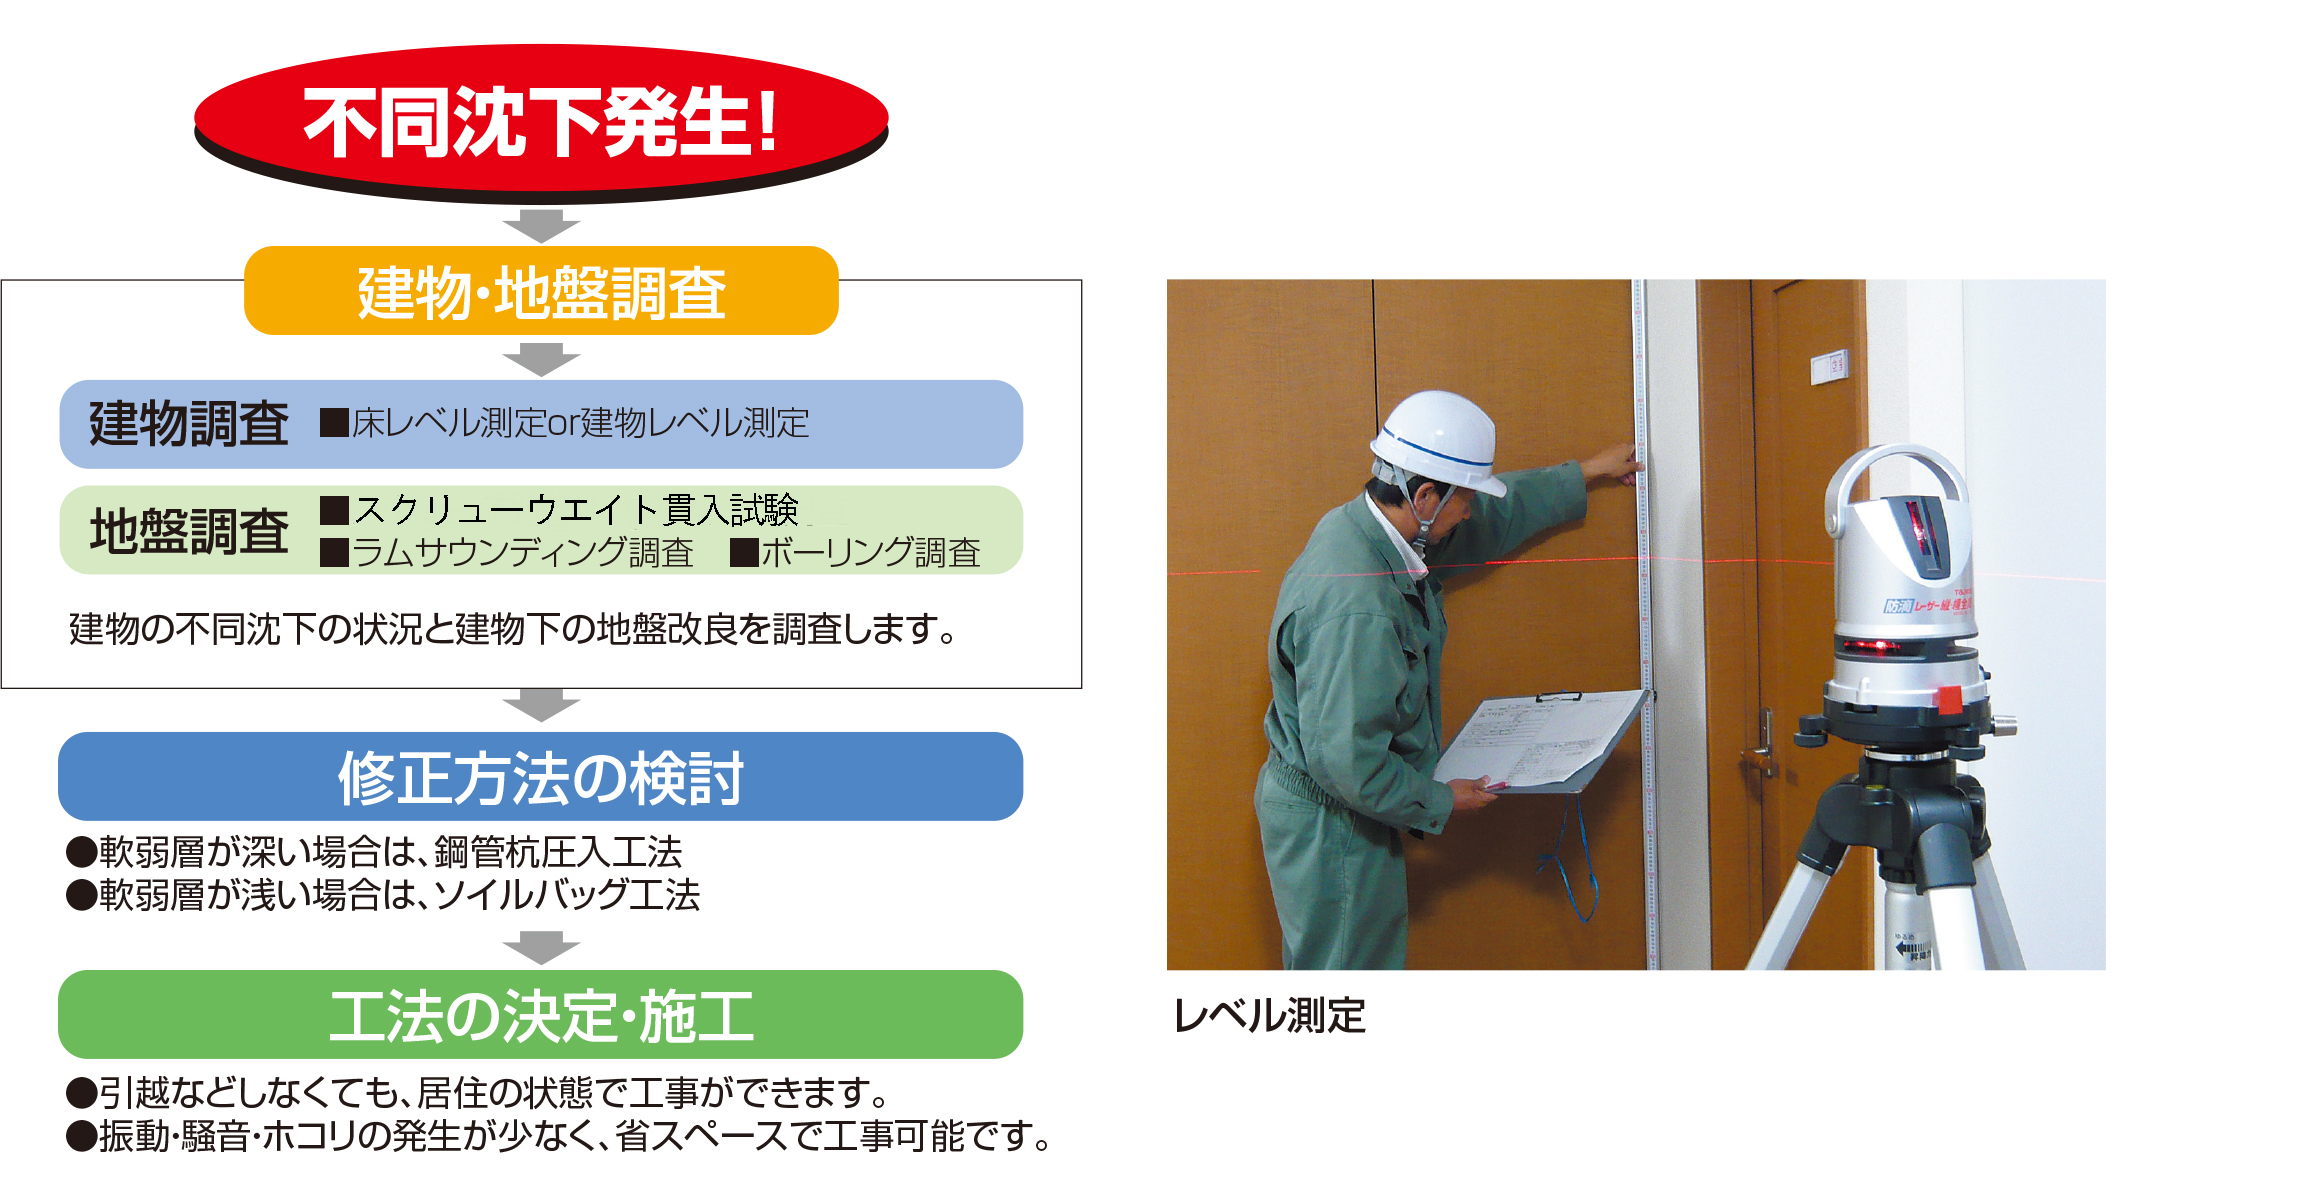 不同沈下発生!
建物・地盤調査
建物調査 ■床レベル測定or建物レベル測定
地盤調査
■スクリューウエイト貫入試験
■ラムサウンディング調査 ■ボーリング調査
建物の不同沈下の状況と建物下の地盤改良を調査します。
修正方法の検討
●軟弱層が深い場合は、鋼管杭圧入工法
●軟弱層が浅い場合は、ソイルバッグ工法
工法の決定・施工
●引越などしなくても、居住の状態で工事ができます。
●振動・騒音・ホコリの発生が少なく、省スペースで工事可能です。
防滴 レーザー
ゆるめ
レベル測定